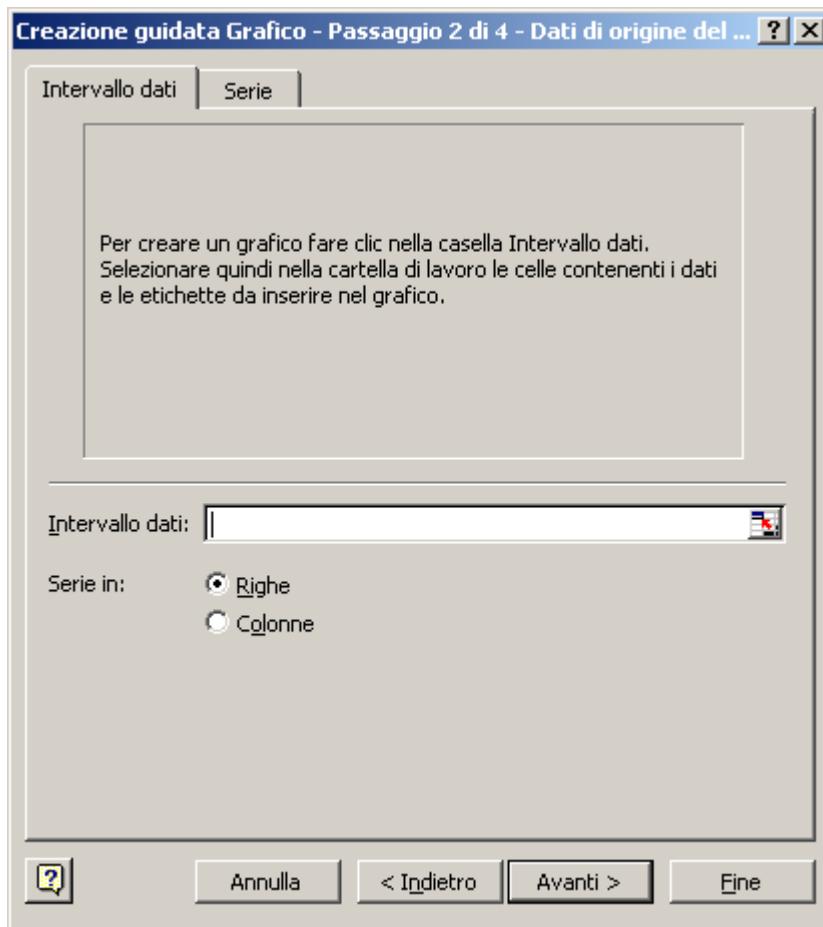 Creazione guidata Grafico - Passaggio 2 di 4 - Dati di origine del ...
Intervallo dati
Serie
Per creare un grafico fare clic nella casella Intervallo dati.
Selezionare quindi nella cartella di lavoro le celle contenenti i dati
e le etichette da inserire nel grafico.
Intervallo dati:
Serie in:
Righe
Colonne
Annulla
< Indietro
Avanti >
Fine